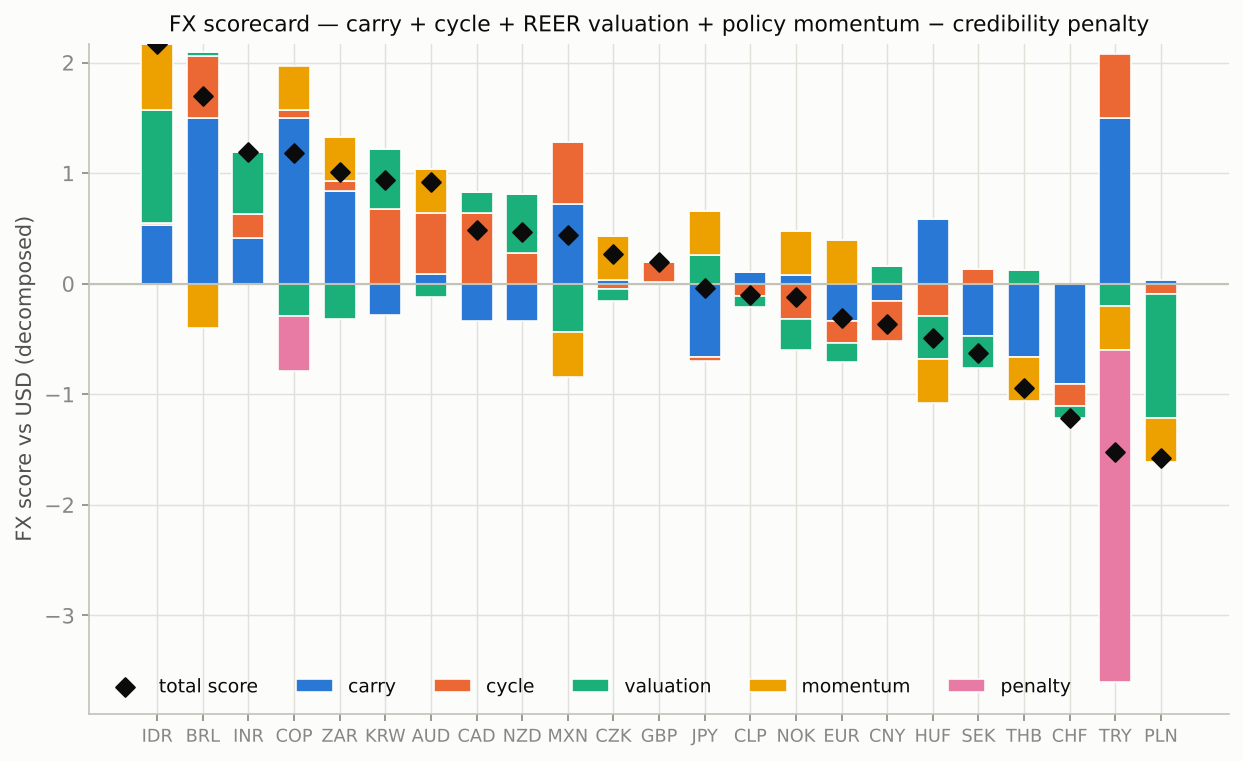 FX scorecard — carry + cycle + REER valuation + policy momentum − credibility penalty
FX score vs USD (decomposed)
2
1
0
−1
−2
−3
total score carry cycle valuation momentum penalty
IDR BRL INR COP ZAR KRW AUD CAD NZD MXN CZK GBP JPY CLP NOK EUR CNY HUF SEK THB CHF TRY PLN